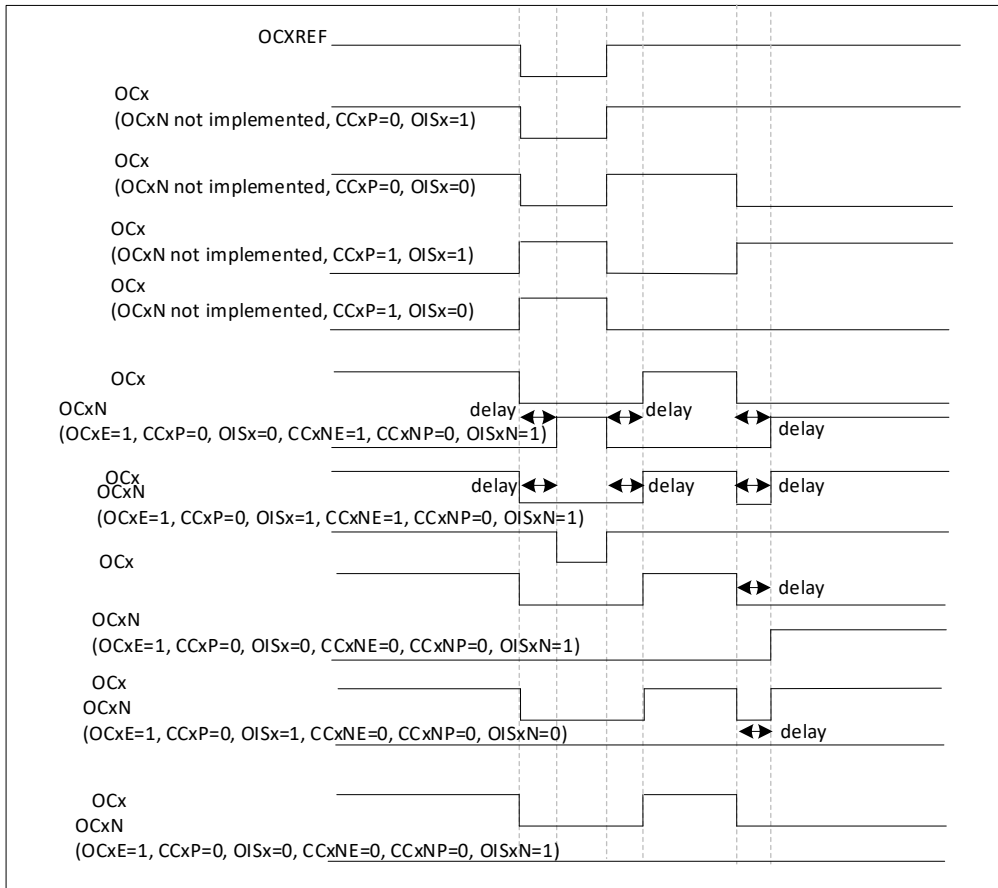 OCXREF
OCx
(OCxN not implemented, CCxP=0, OISx=1)
OCx
(OCxN not implemented, CCxP=0, OISx=0)
OCx
(OCxN not implemented, CCxP=1, OISx=1)
OCx
(OCxN not implemented, CCxP=1, OISx=0)
OCx
OCxN
delay
delay
delay
(OCxE=1, CCxP=0, OISx=0, CCxNE=1, CCxNP=0, OISxN=1)
OCx
delay
delay
delay
OCxN
(OCxE=1, CCxP=0, OISx=1, CCxNE=1, CCxNP=0, OISxN=1)
OCx
delay
OCxN
(OCxE=1, CCxP=0, OISx=0, CCxNE=0, CCxNP=0, OISxN=1)
OCx
OCxN
(OCxE=1, CCxP=0, OISx=1, CCxNE=0, CCxNP=0, OISxN=0)
delay
OCx
OCxN
(OCxE=1, CCxP=0, OISx=0, CCxNE=0, CCxNP=0, OISxN=1)